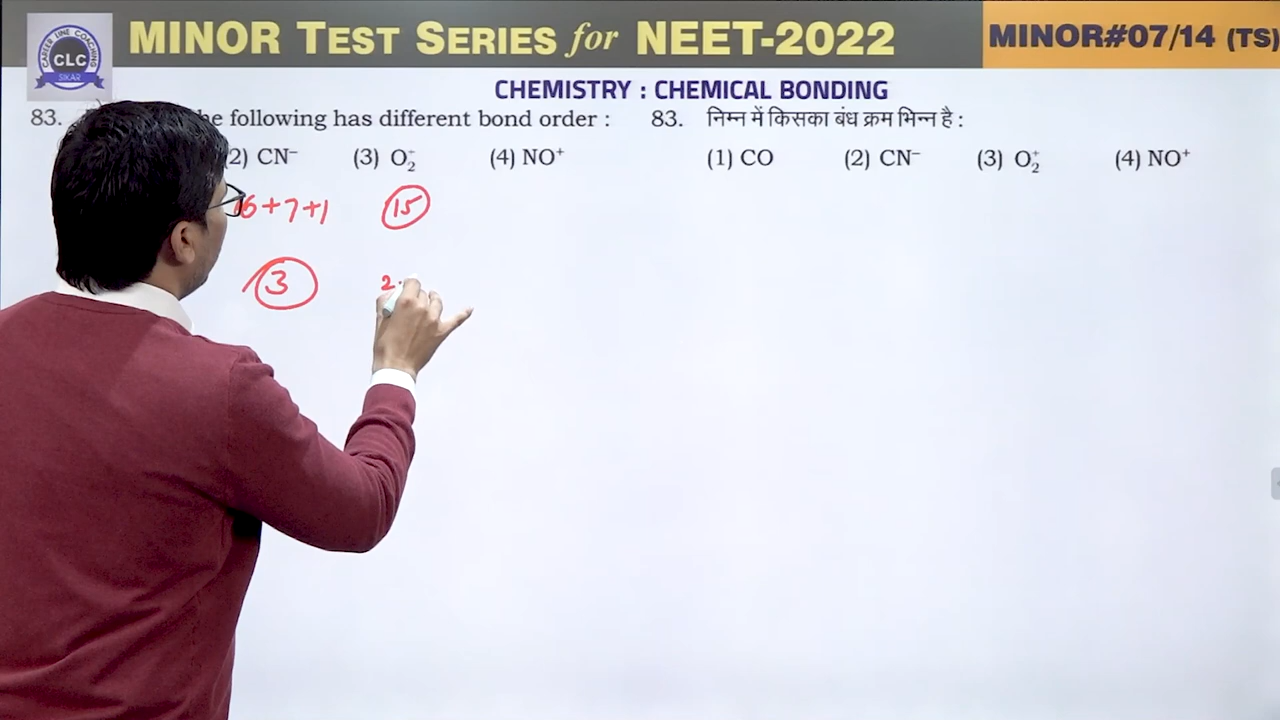 MINOR TEST SERIES for NEET-2022
MINOR#07/14 (TS)
CAREER LINE COACHING
CLC
SIKAR
CHEMISTRY : CHEMICAL BONDING
83. the following has different bond order :
(2) CN⁻ (3) O₂⁺ (4) NO⁺
6+7+1 15
3 2.
83. निम्न में किसका बंध क्रम भिन्न है :
(1) CO (2) CN⁻ (3) O₂⁺ (4) NO⁺